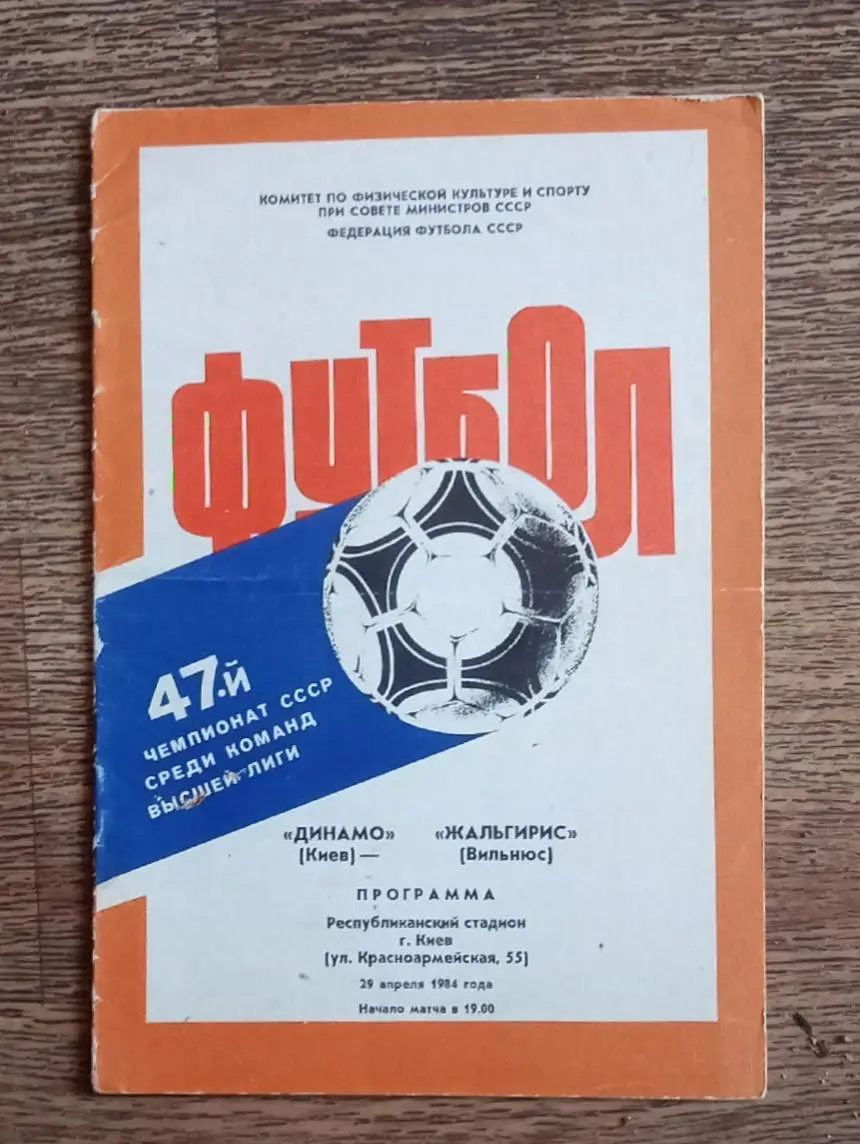 КОМИТЕТ ПО ФИЗИЧЕСКОЙ КУЛЬТУРЕ И СПОРТУ
ПРИ СОВЕТЕ МИНИСТРОВ СССР
ФЕДЕРАЦИЯ ФУТБОЛА СССР
ФУТБОЛ
47-Й
ЧЕМПИОНАТ СССР
СРЕДИ КОМАНД
ВЫСШЕЙ ЛИГИ
«ДИНАМО» «ЖАЛЬГИРИС»
(Киев) — (Вильнюс)
ПРОГРАММА
Республиканский стадион
г. Киев
(ул. Красноармейская, 55)
29 апреля 1984 года
Начало матча в 19.00